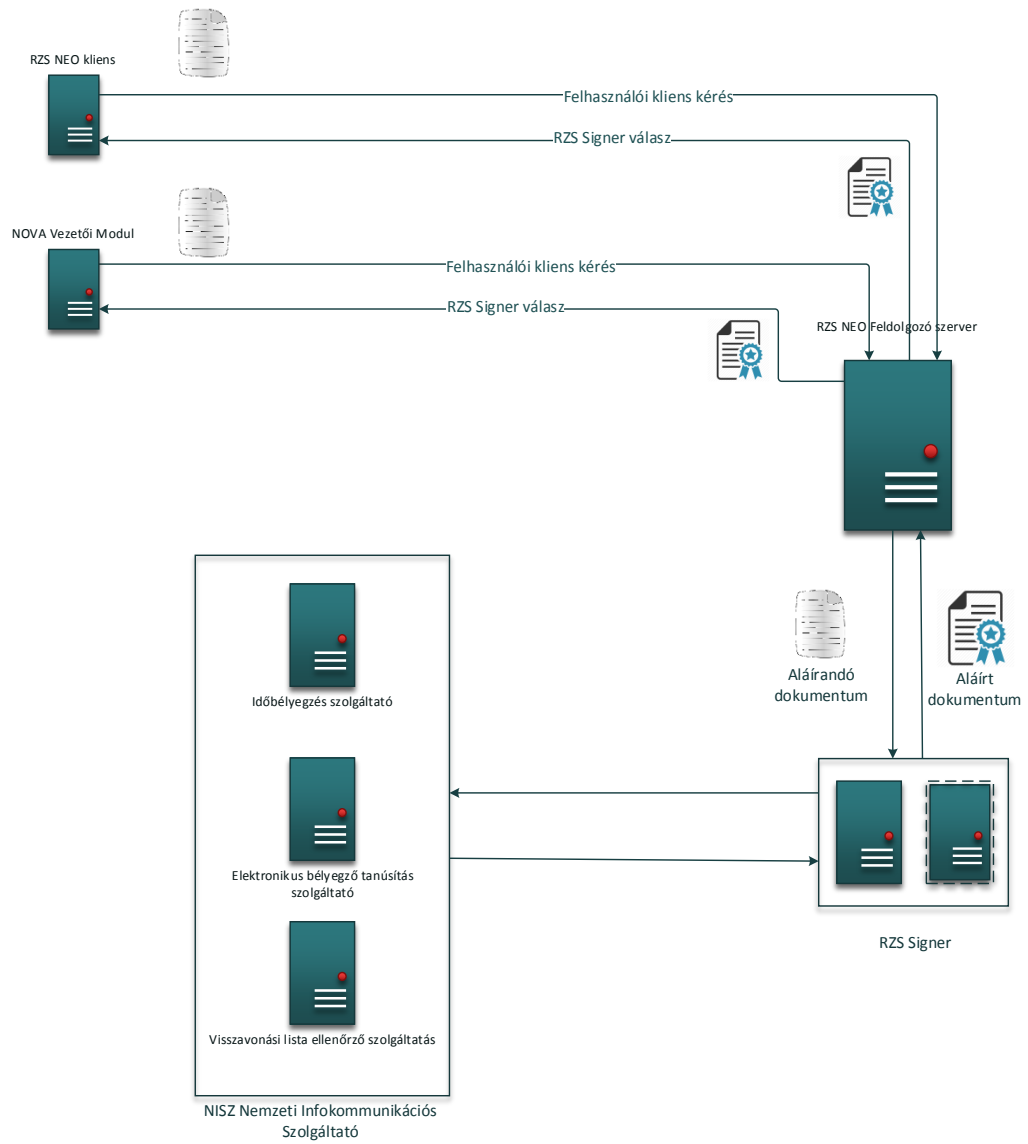 RZS NEO kliens
Felhasználói kliens kérés
RZS Signer válasz
NOVA Vezetői Modul
Felhasználói kliens kérés
RZS Signer válasz
RZS NEO Feldolgozó szerver
Aláírandó
dokumentum
Aláírt
dokumentum
Időbélyegzés szolgáltató
Elektronikus bélyegző tanúsítás
szolgáltató
Visszavonási lista ellenőrző szolgáltatás
RZS Signer
NISZ Nemzeti Infokommunikációs
Szolgáltató